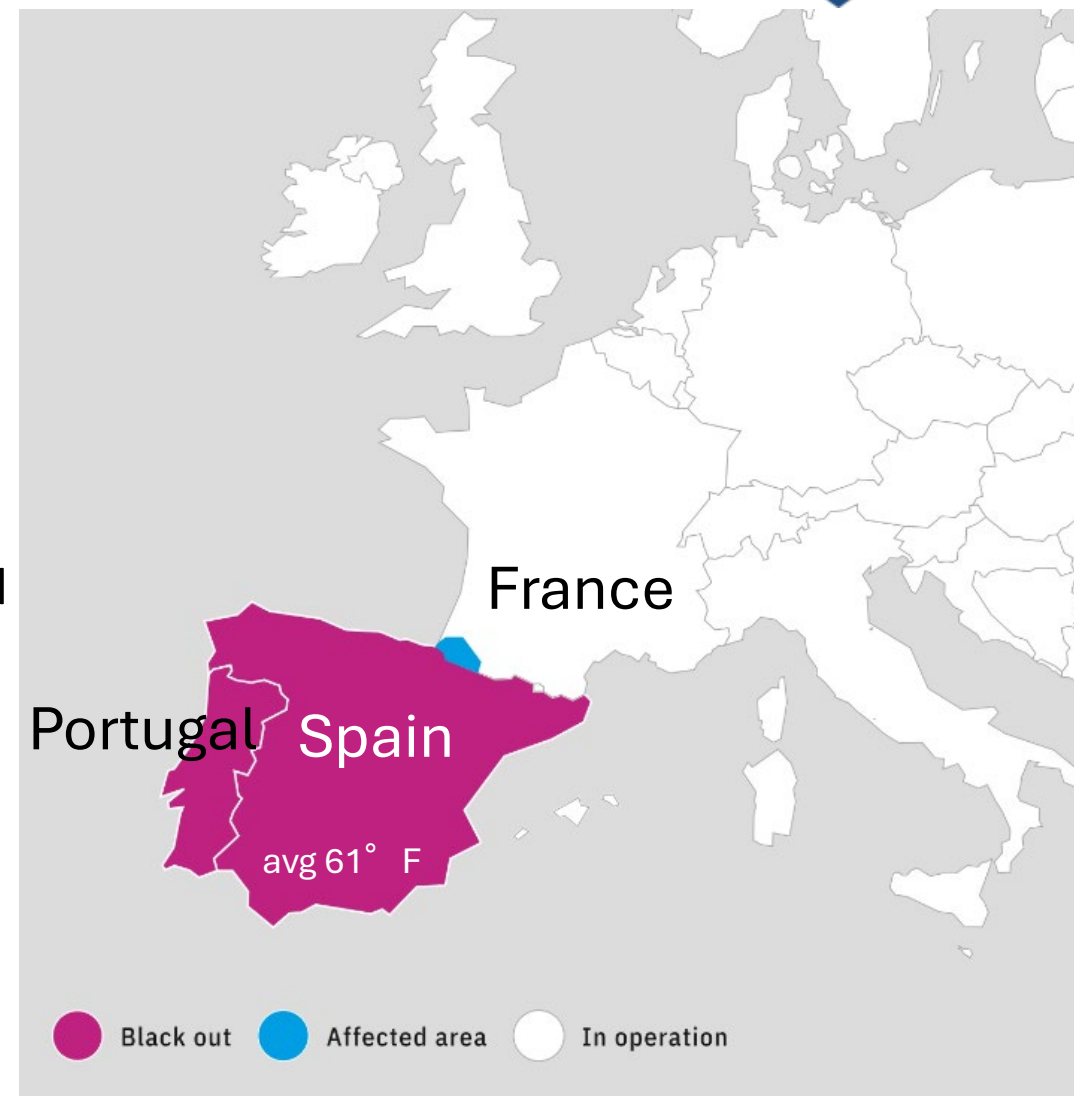 France
Portugal
Spain
avg 61° F
Black out
Affected area
In operation